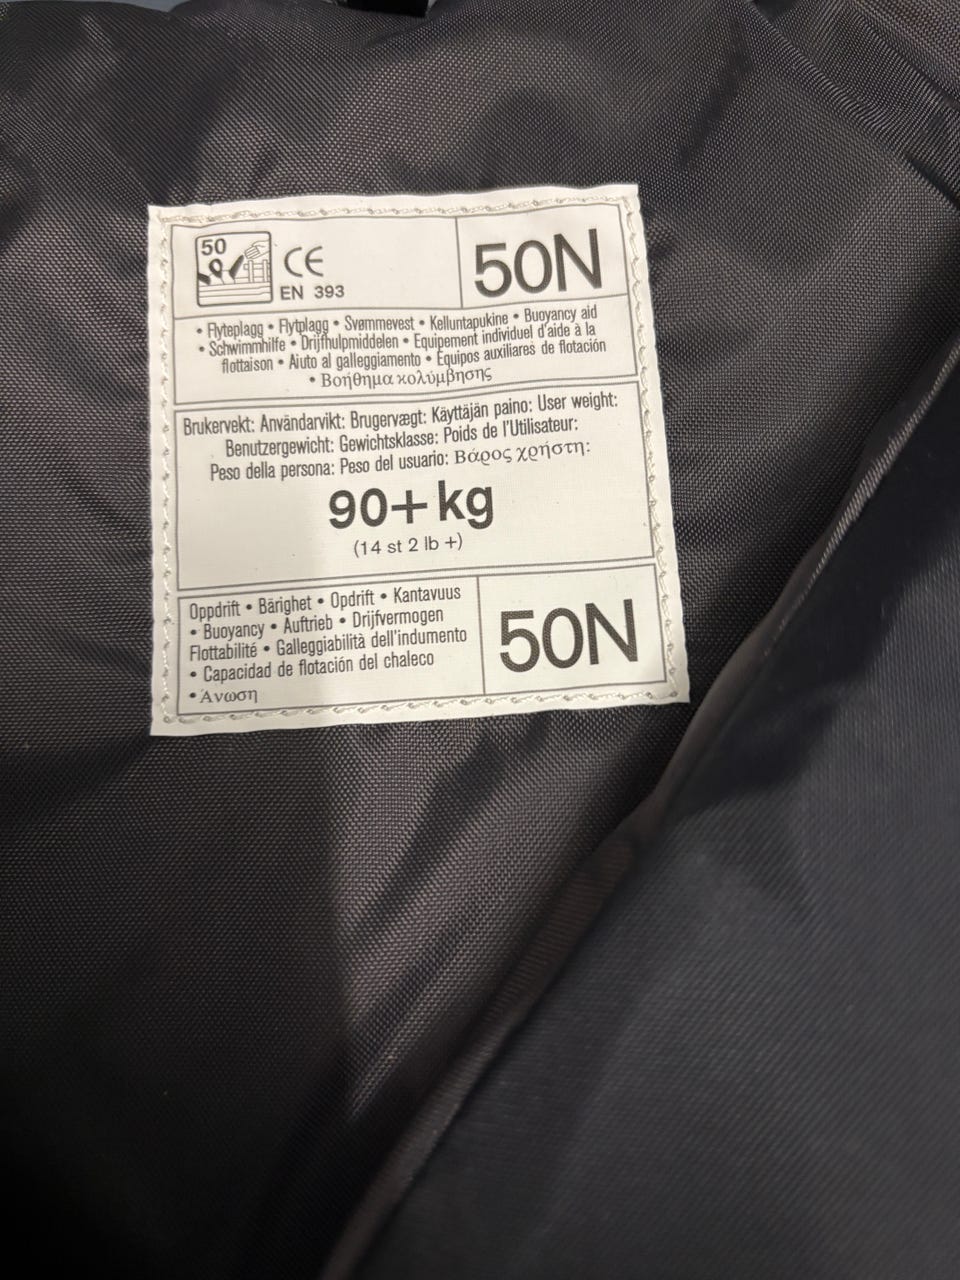 50
CE
EN 393
50N
• Flyteplagg • Flytplagg • Svømmevest • Kelluntapukine • Buoyancy aid
• Schwimmhilfe • Drijfhulpmiddelen • Equipement individuel d'aide à la
flottaison • Aiuto al galleggiamento • Equipos auxiliares de flotación
• Βοήθημα κολύμβησης
Brukervekt: Användarvikt: Brugervægt: Käyttäjän paino: User weight:
Benutzergewicht: Gewichtsklasse: Poids de l'Utilisateur:
Peso della persona: Peso del usuario: Βάρος χρήστη:
90+ kg
(14 st 2 lb +)
Oppdrift • Bärighet • Opdrift • Kantavuus
• Buoyancy • Auftrieb • Drijfvermogen
Flottabilité • Galleggiabilità dell'indumento
• Capacidad de flotación del chaleco
• Άνωση
50N